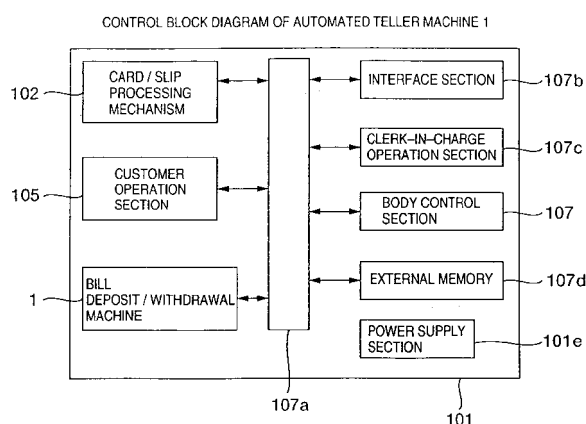 CONTROL BLOCK DIAGRAM OF AUTOMATED TELLER MACHINE 1
102
CARD / SLIP
PROCESSING
MECHANISM
105
CUSTOMER
OPERATION
SECTION
1
BILL
DEPOSIT / WITHDRAWAL
MACHINE
INTERFACE SECTION
107b
CLERK-IN-CHARGE
OPERATION SECTION
107c
BODY CONTROL
SECTION
107
EXTERNAL MEMORY
107d
POWER SUPPLY
SECTION
101e
107a
101